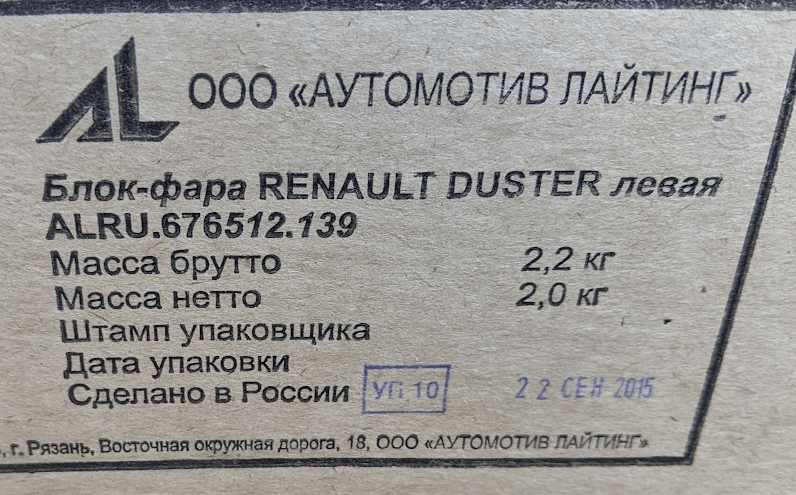 AL ООО «АУТОМОТИВ ЛАЙТИНГ»
Блок-фара RENAULT DUSTER левая
ALRU.676512.139
Масса брутто 2,2 кг
Масса нетто 2,0 кг
Штамп упаковщика
Дата упаковки
Сделано в России УП 10 22 СЕН 2015
, г. Рязань, Восточная окружная дорога, 18, ООО «АУТОМОТИВ ЛАЙТИНГ»